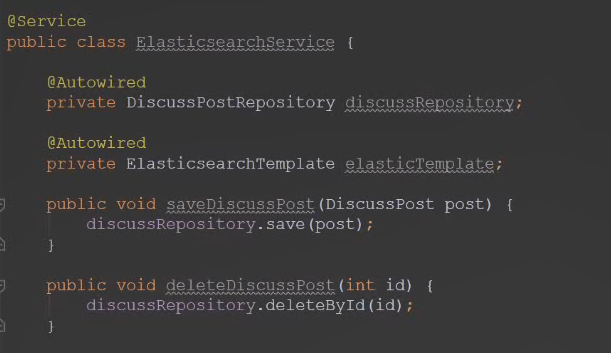 @Service
public class ElasticsearchService {
@Autowired
private DiscussPostRepository discussRepository;
@Autowired
private ElasticsearchTemplate elasticTemplate;
public void saveDiscussPost(DiscussPost post) {
discussRepository.save(post);
}
public void deleteDiscussPost(int id) {
discussRepository.deleteById(id);
}